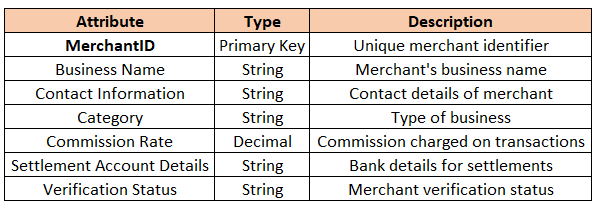 Attribute Type Description
MerchantID Primary Key Unique merchant identifier
Business Name String Merchant's business name
Contact Information String Contact details of merchant
Category String Type of business
Commission Rate Decimal Commission charged on transactions
Settlement Account Details String Bank details for settlements
Verification Status String Merchant verification status